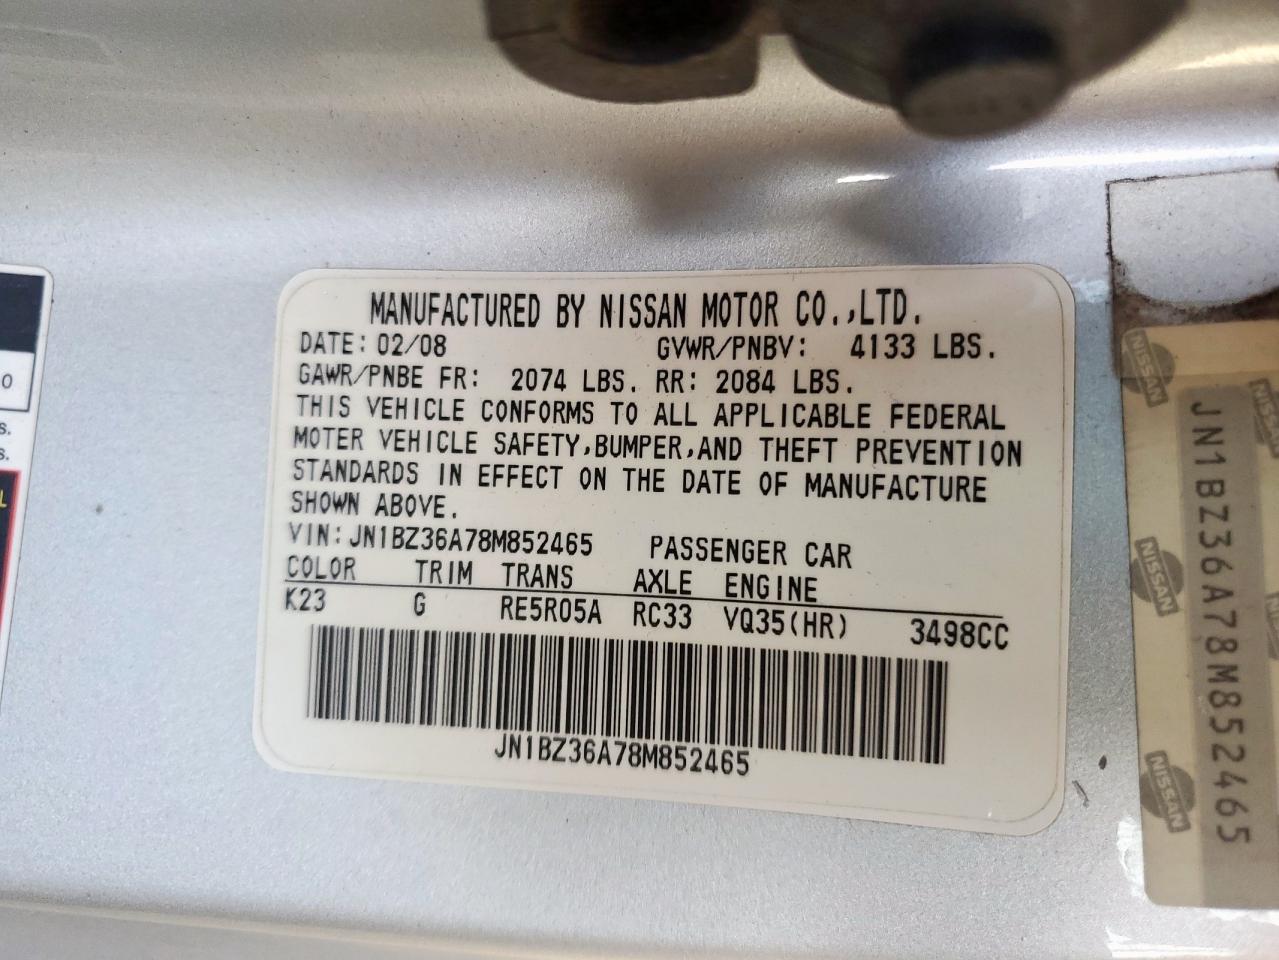 MANUFACTURED BY NISSAN MOTOR CO.,LTD.
DATE: 02/08 GVWR/PNBV: 4133 LBS.
GAWR/PNBE FR: 2074 LBS. RR: 2084 LBS.
THIS VEHICLE CONFORMS TO ALL APPLICABLE FEDERAL
MOTER VEHICLE SAFETY,BUMPER,AND THEFT PREVENTION
STANDARDS IN EFFECT ON THE DATE OF MANUFACTURE
SHOWN ABOVE.
VIN: JN1BZ36A78M852465 PASSENGER CAR
COLOR TRIM TRANS AXLE ENGINE
K23 G RE5R05A RC33 VQ35(HR) 3498CC
JN1BZ36A78M852465
0
s.
s.
L
NISSAN
NISSAN
JN1BZ36A78M852465
NISSAN
NISSAN